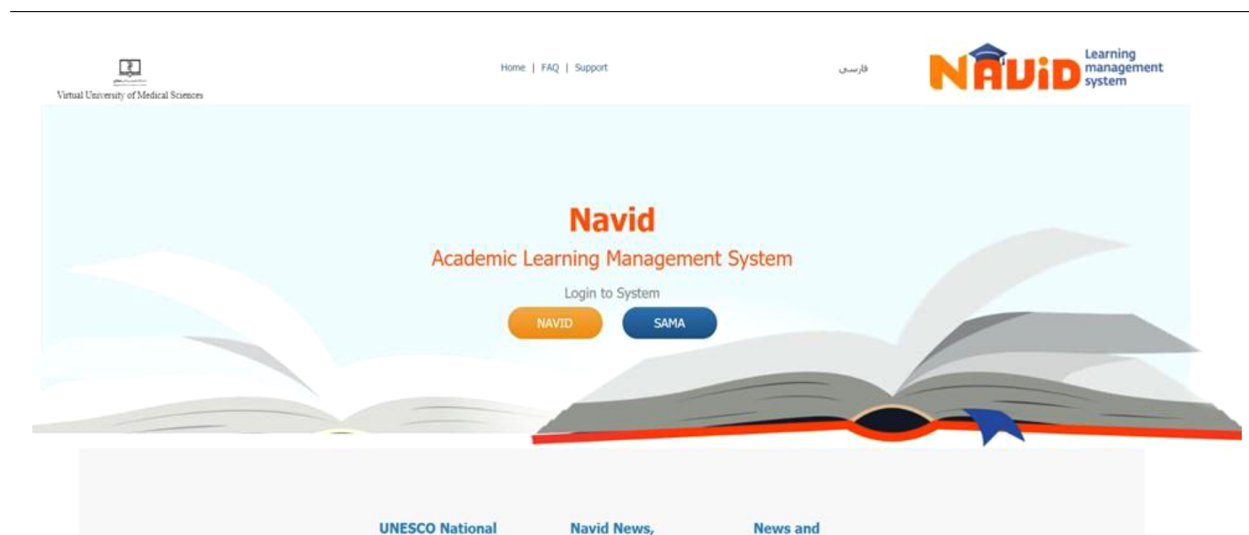 Virtual University of Medical Sciences
Home | FAQ | Support
فارسی
NAViD Learning management system
Navid
Academic Learning Management System
Login to System
NAVID SAMA
UNESCO National Navid News, News and